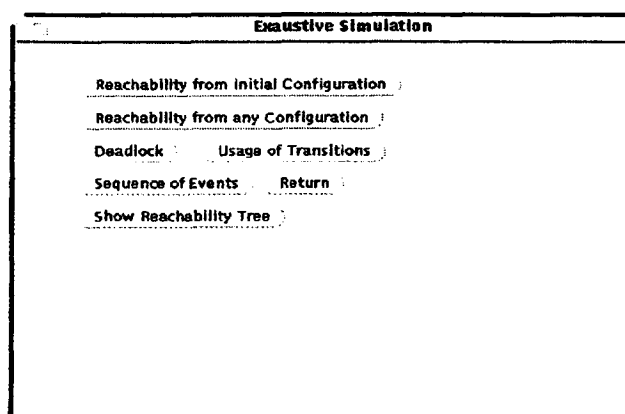 Exaustive Simulation
Reachability from Initial Configuration
Reachability from any Configuration
Deadlock Usage of Transitions
Sequence of Events Return
Show Reachability Tree